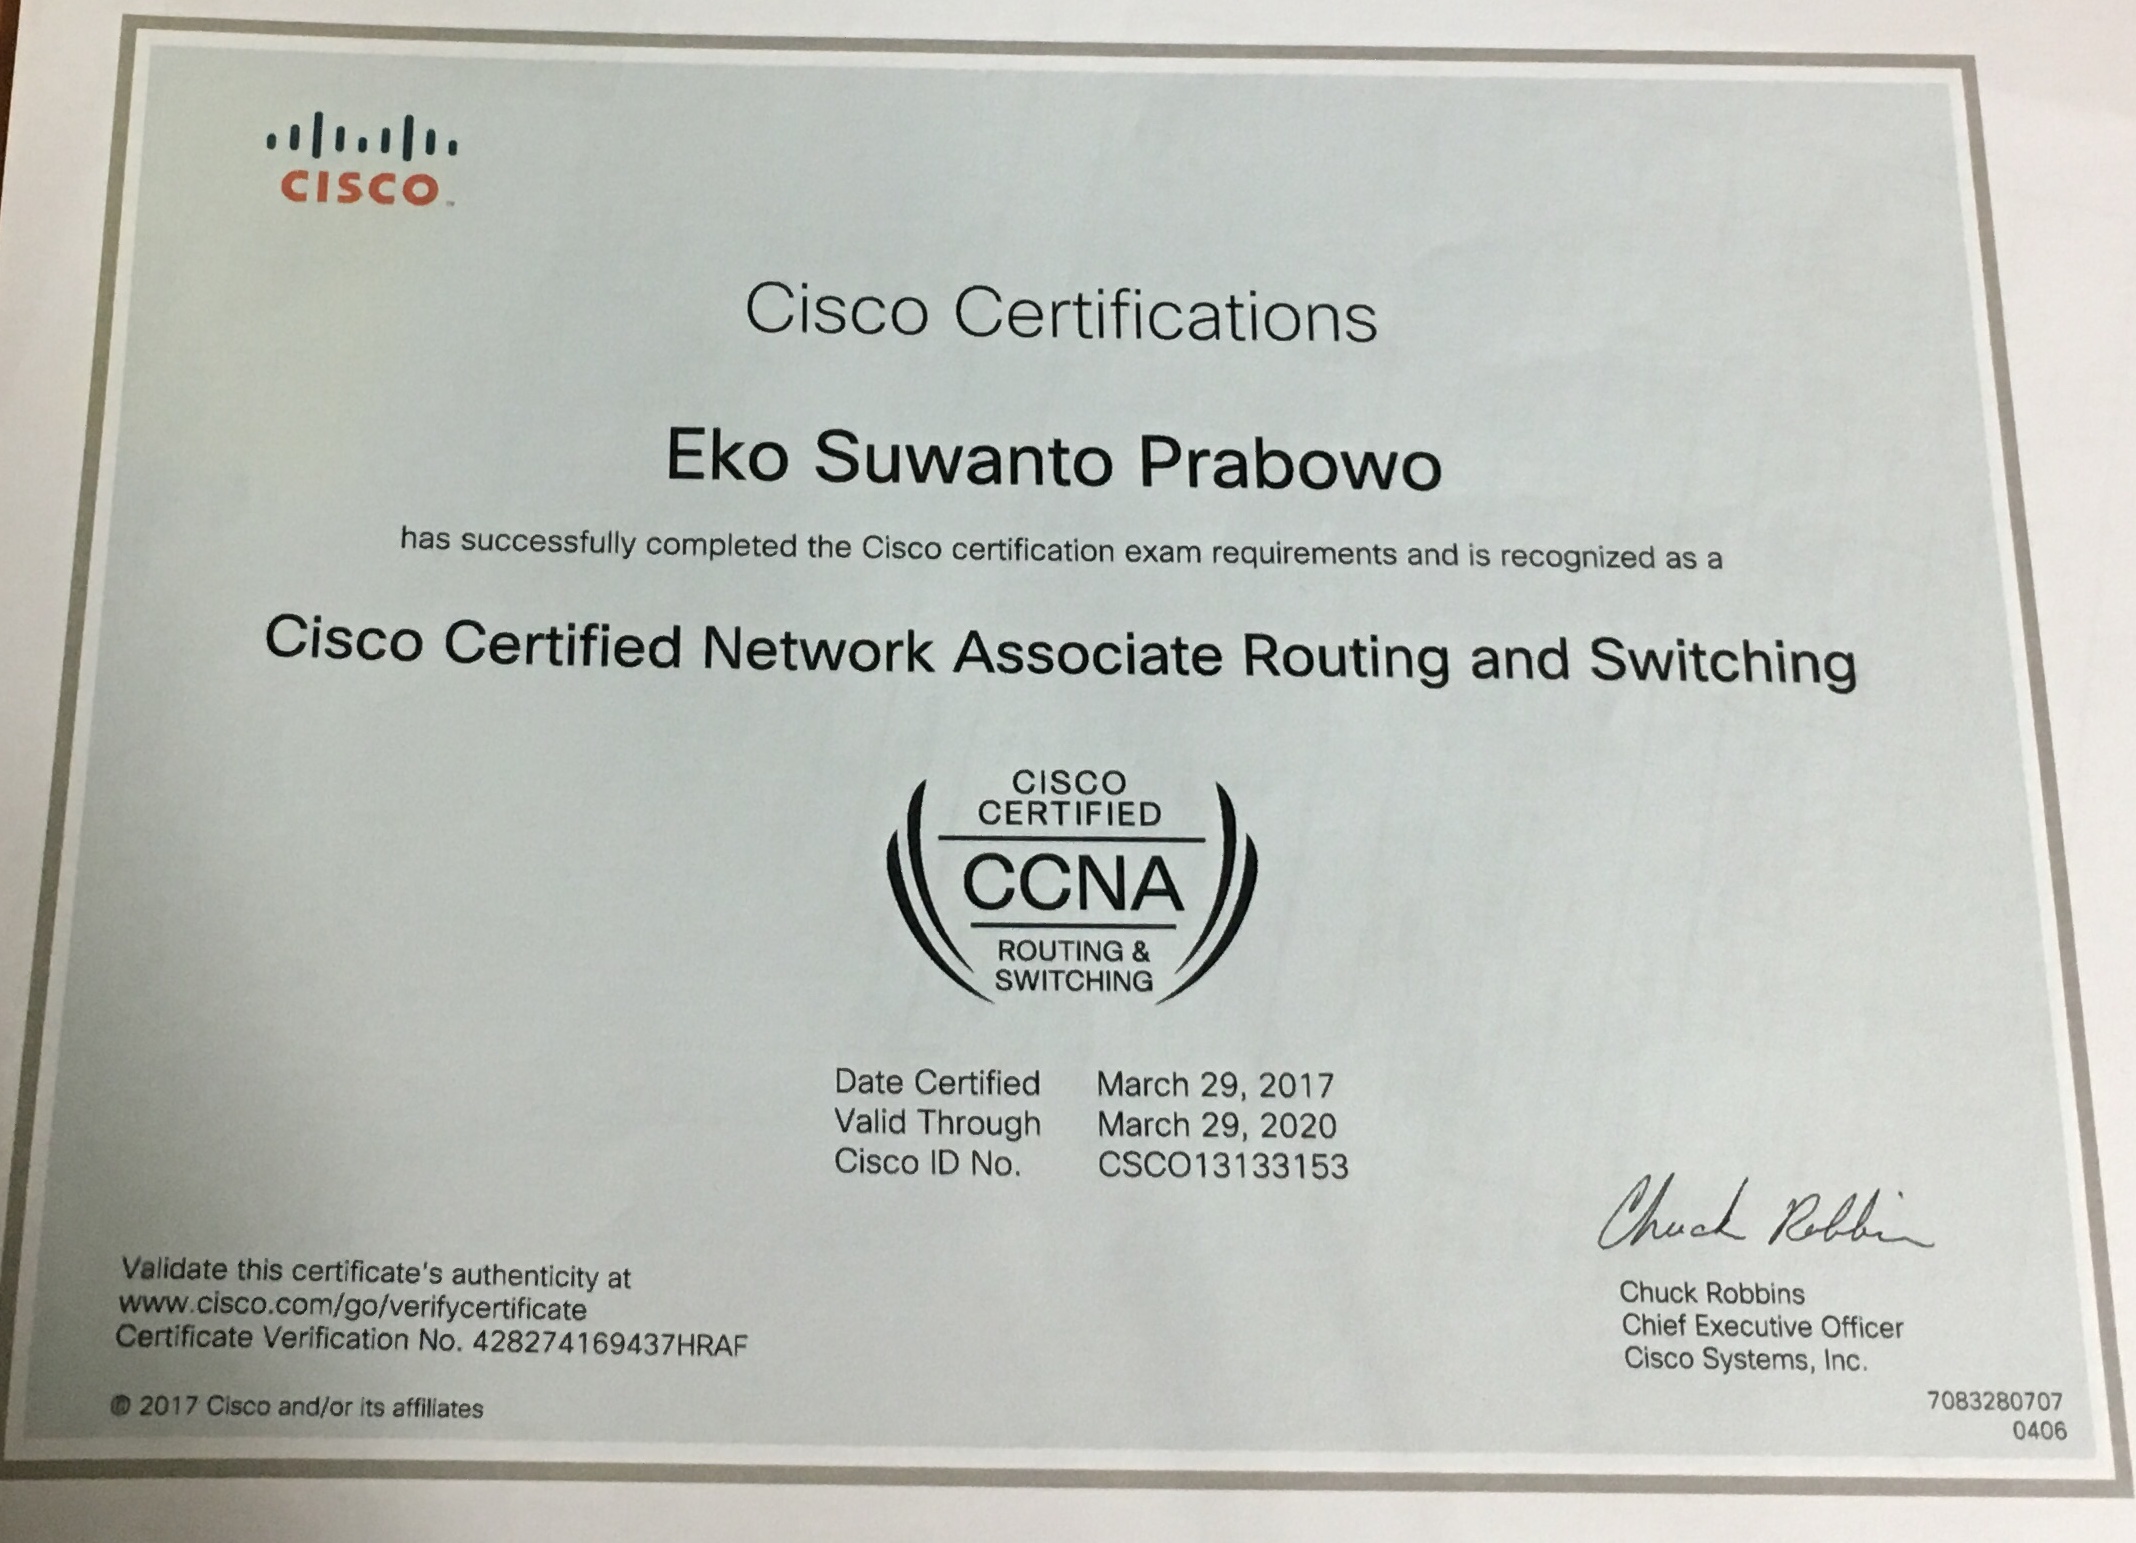 CISCO
Cisco Certifications
Eko Suwanto Prabowo
has successfully completed the Cisco certification exam requirements and is recognized as a
Cisco Certified Network Associate Routing and Switching
CISCO
CERTIFIED
CCNA
ROUTING &
SWITCHING
Date Certified March 29, 2017
Valid Through March 29, 2020
Cisco ID No. CSCO13133153
Validate this certificate's authenticity at
www.cisco.com/go/verifycertificate
Certificate Verification No. 428274169437HRAF
© 2017 Cisco and/or its affiliates
Chuck Robbins
Chuck Robbins
Chief Executive Officer
Cisco Systems, Inc.
7083280707
0406